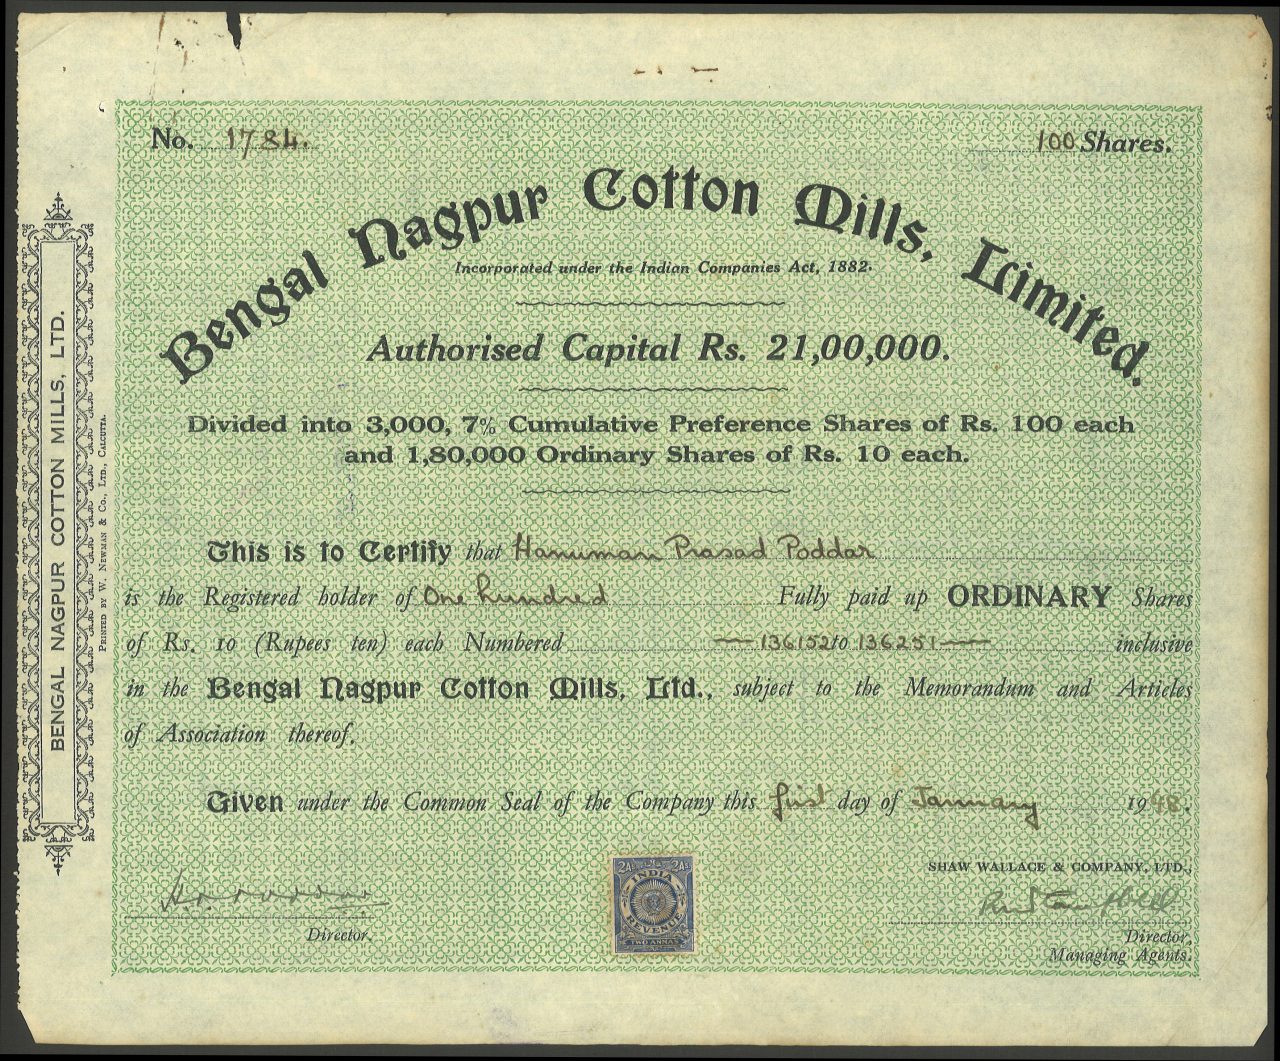 No. 1784.
100 Shares.
Bengal Nagpur Cotton Mills, Limited.
Incorporated under the Indian Companies Act, 1882.
Authorised Capital Rs. 21,00,000.
Divided into 3,000, 7% Cumulative Preference Shares of Rs. 100 each
and 1,80,000 Ordinary Shares of Rs. 10 each.
This is to Certify that Hanuman Prasad Poddar
is the Registered holder of One hundred Fully paid up ORDINARY Shares
of Rs. 10 (Rupees ten) each Numbered — 136152 to 136251 — inclusive
in the Bengal Nagpur Cotton Mills, Ltd., subject to the Memorandum and Articles
of Association thereof.
Given under the Common Seal of the Company this first day of January 1948.
SHAW WALLACE & COMPANY, LTD.,
Director.
Director,
Managing Agents.
2As 2As
INDIA
REVENUE
TWO ANNAS
BENGAL NAGPUR COTTON MILLS, LTD.
PRINTED BY W. NEWMAN & CO., LTD., CALCUTTA.